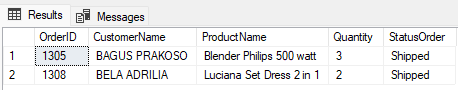 Results Messages
OrderID CustomerName ProductName Quantity StatusOrder
1 1305 BAGUS PRAKOSO Blender Philips 500 watt 3 Shipped
2 1308 BELA ADRILIA Luciana Set Dress 2 in 1 2 Shipped